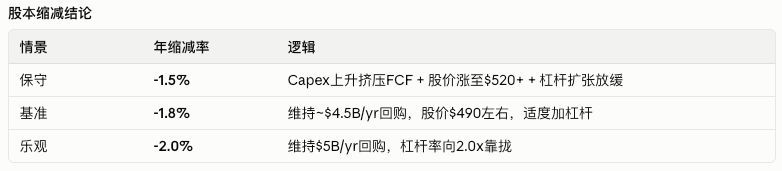 股本缩减结论
情景 年缩减率 逻辑
保守 -1.5% Capex上升挤压FCF + 股价涨至$520+ + 杠杆扩张放缓
基准 -1.8% 维持~$4.5B/yr回购，股价$490左右，适度加杠杆
乐观 -2.0% 维持$5B/yr回购，杠杆率向2.0x靠拢